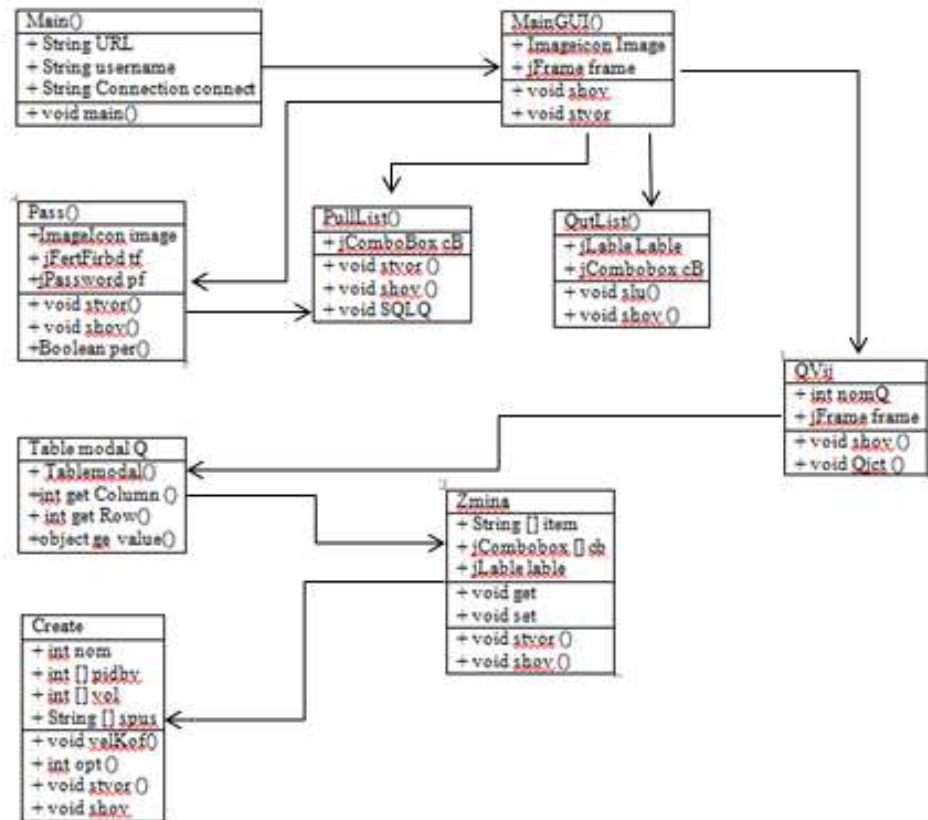 Main()
+ String URL
+ String username
+ String Connection connect
+ void main()
MainGUI()
+ Imageicon Image
+ jFrame frame
+ void shov
+ void stvor
Pass()
+ImageIcon image
+ jFertFirbd tf
+jPassword pf
+ void stvor()
+ void shov()
+Boolean per()
PullList()
+ jComboBox cB
+ void stvor ()
+ void shov ()
+ void SQLQ
QutList()
+ jLable Lable
+ jCombobox cB
+ void slu()
+ void shov ()
QVij
+ int nomQ
+ jFrame frame
+ void shov ()
+ void Qjct ()
Table modal Q
+ Tablemodal()
+int get Column ()
+ int get Row()
+object ge value()
Zmina
+ String [] item
+ jCombobox [] cb
+ jLable lable
+ void get
+ void set
+ void stvor ()
+ void shov ()
Create
+ int nom
+ int [] pidbv
+ int [] vol
+ String [] spus
+ void velKof()
+ int opt ()
+ void stvor ()
+ void shov